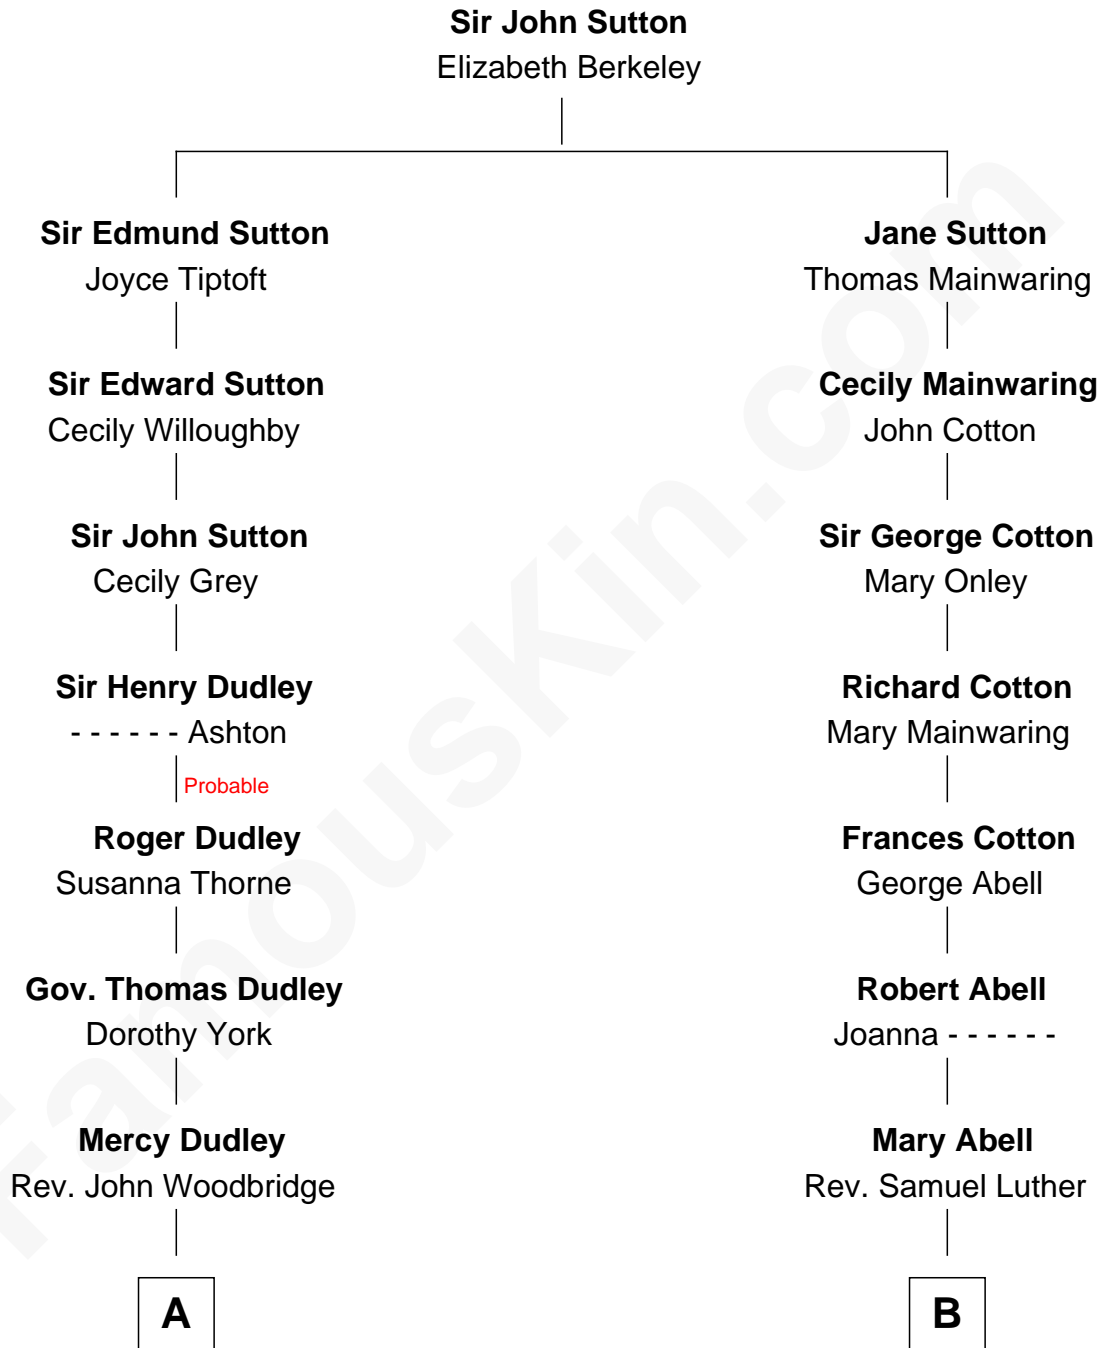 Sir John Sutton
Elizabeth Berkeley
Sir Edmund Sutton
Joyce Tiptoft
Jane Sutton
Thomas Mainwaring
Sir Edward Sutton
Cecily Willoughby
Cecily Mainwaring
John Cotton
Sir John Sutton
Cecily Grey
Sir George Cotton
Mary Onley
Sir Henry Dudley
- - - - - - Ashton
Richard Cotton
Mary Mainwaring
Probable
Roger Dudley
Susanna Thorne
Frances Cotton
George Abell
Gov. Thomas Dudley
Dorothy York
Robert Abell
Joanna - - - - - -
Mercy Dudley
Rev. John Woodbridge
Mary Abell
Rev. Samuel Luther
A
B
FamousKin.com